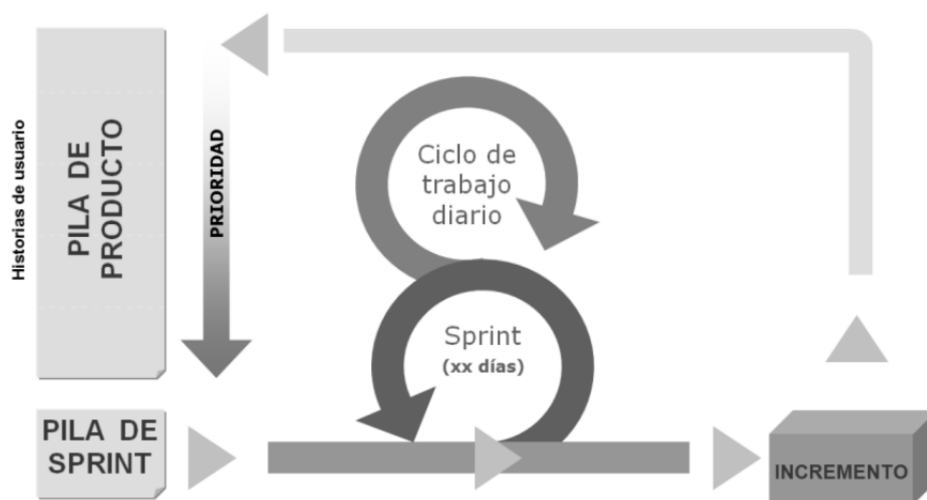 Historias de usuario
PILA DE
PRODUCTO
PRIORIDAD
Ciclo de
trabajo
diario
Sprint
(xx días)
PILA DE
SPRINT
INCREMENTO